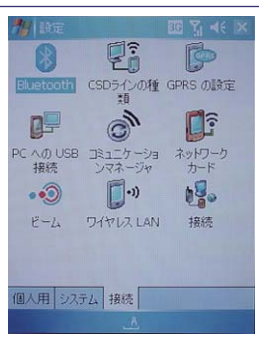 設定
3G
Bluetooth
CSDラインの種
類
GPRS の設定
PC への USB
接続
コミュニケーショ
ンマネージャ
ネットワーク
カード
ビーム
ワイヤレス LAN
接続
個人用 システム 接続
A